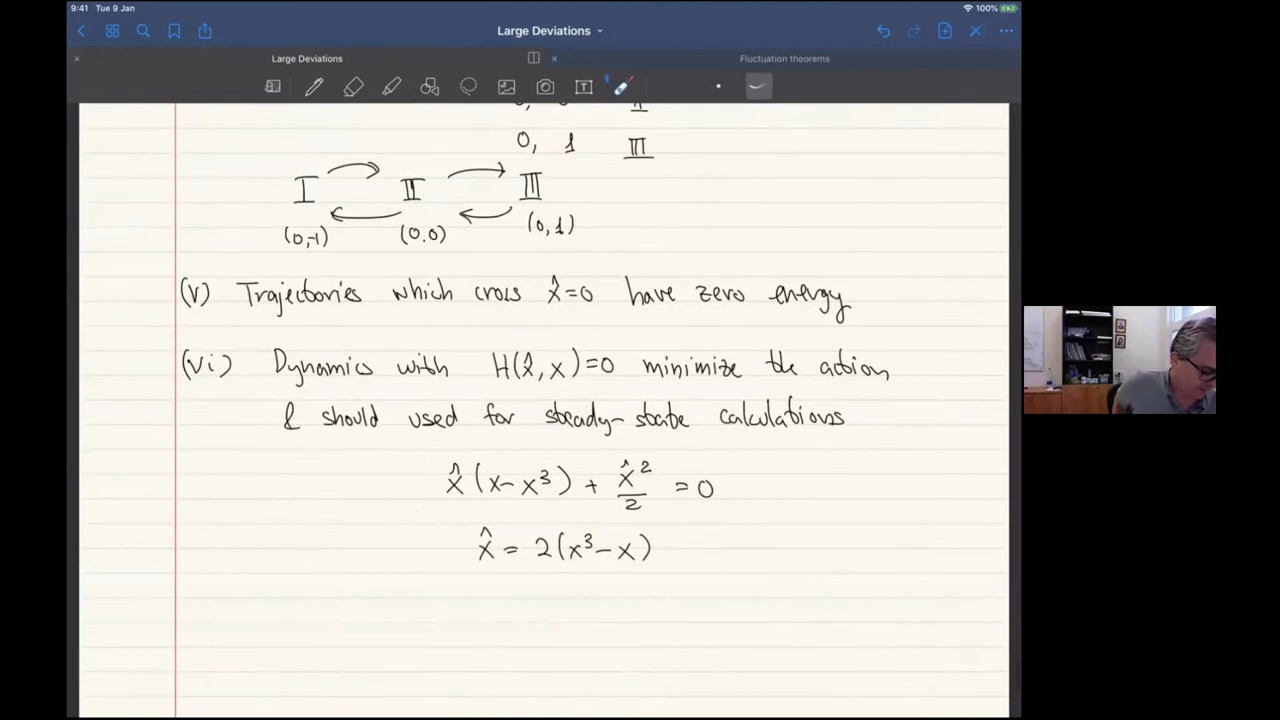 9:41 Tue 9 Jan 100%
Large Deviations
Large Deviations Fluctuation theorems
0, 1 III
I II III
(0,-1) (0,0) (0,1)
(V) Trajectories which cross x̂=0 have zero energy
(Vi) Dynamics with H(x̂, x)=0 minimize the action
& should used for steady-state calculations
x̂(x-x³) + x̂²/2 = 0
x̂ = 2(x³-x)